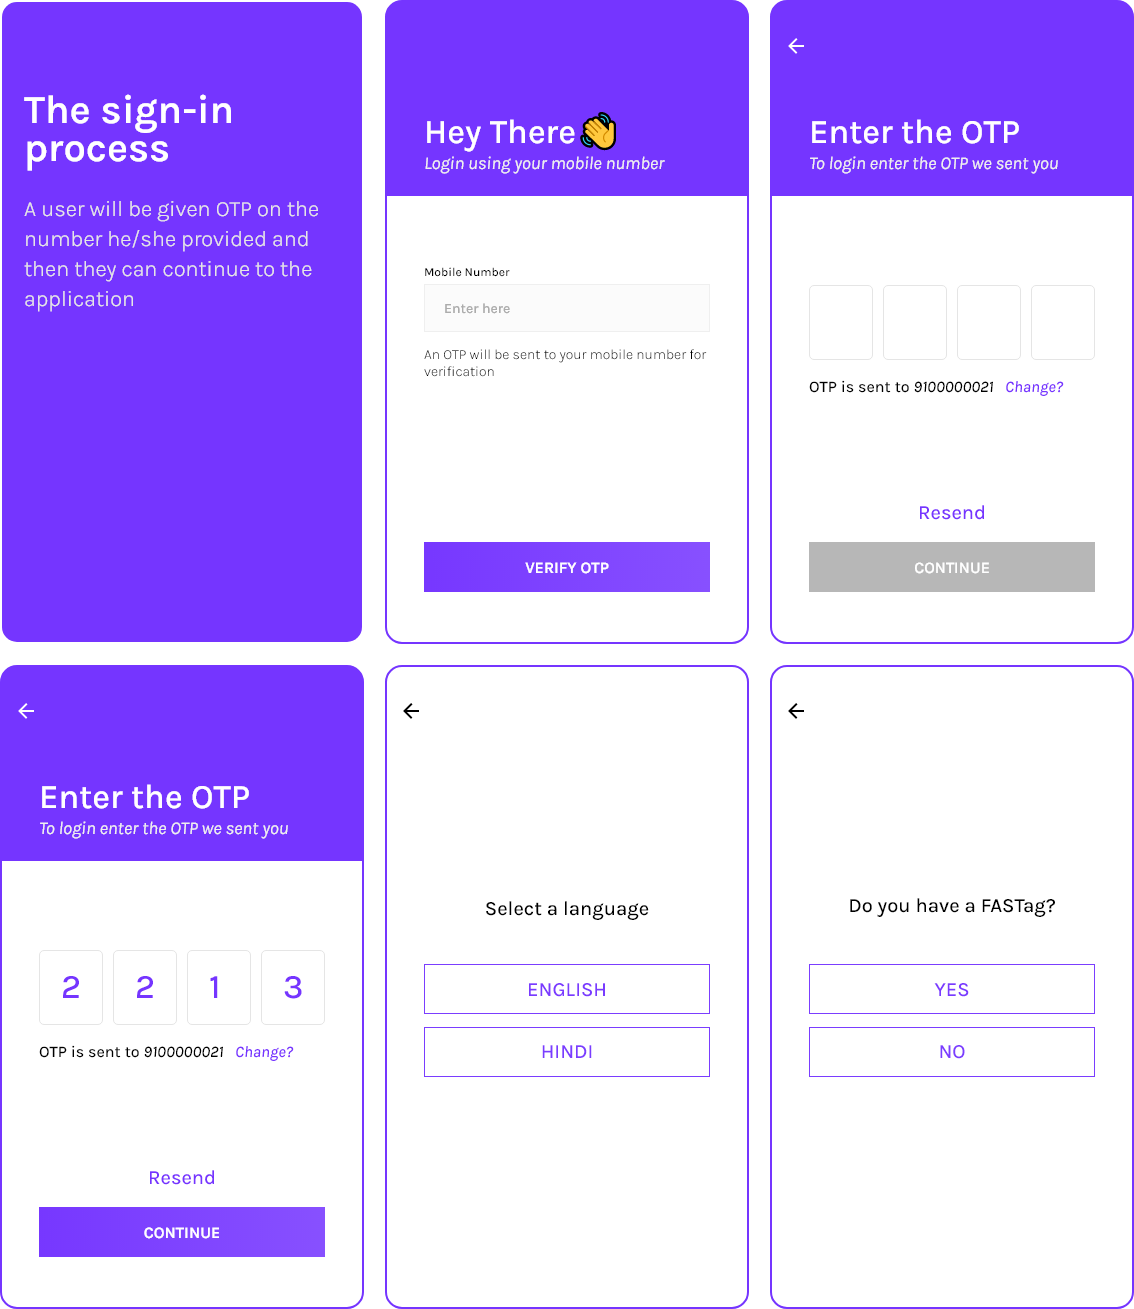 The sign-in
process
A user will be given OTP on the
number he/she provided and
then they can continue to the
application
Hey There👋
Login using your mobile number
Mobile Number
Enter here
An OTP will be sent to your mobile number for
verification
VERIFY OTP
Enter the OTP
To login enter the OTP we sent you
OTP is sent to 9100000021 Change?
Resend
CONTINUE
Enter the OTP
To login enter the OTP we sent you
2 2 1 3
OTP is sent to 9100000021 Change?
Resend
CONTINUE
Select a language
ENGLISH
HINDI
Do you have a FASTag?
YES
NO